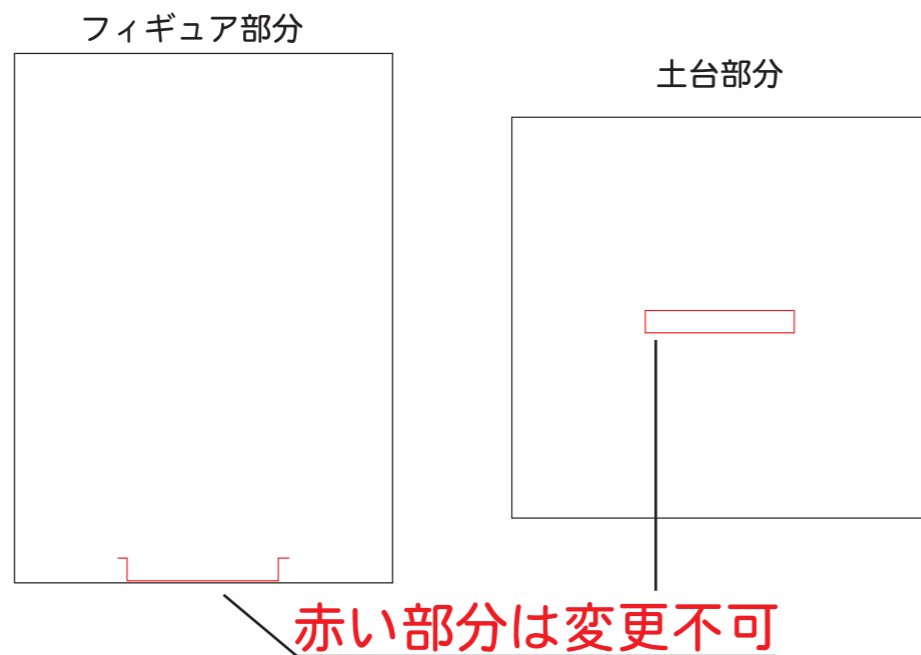 フィギュア部分
土台部分
赤い部分は変更不可